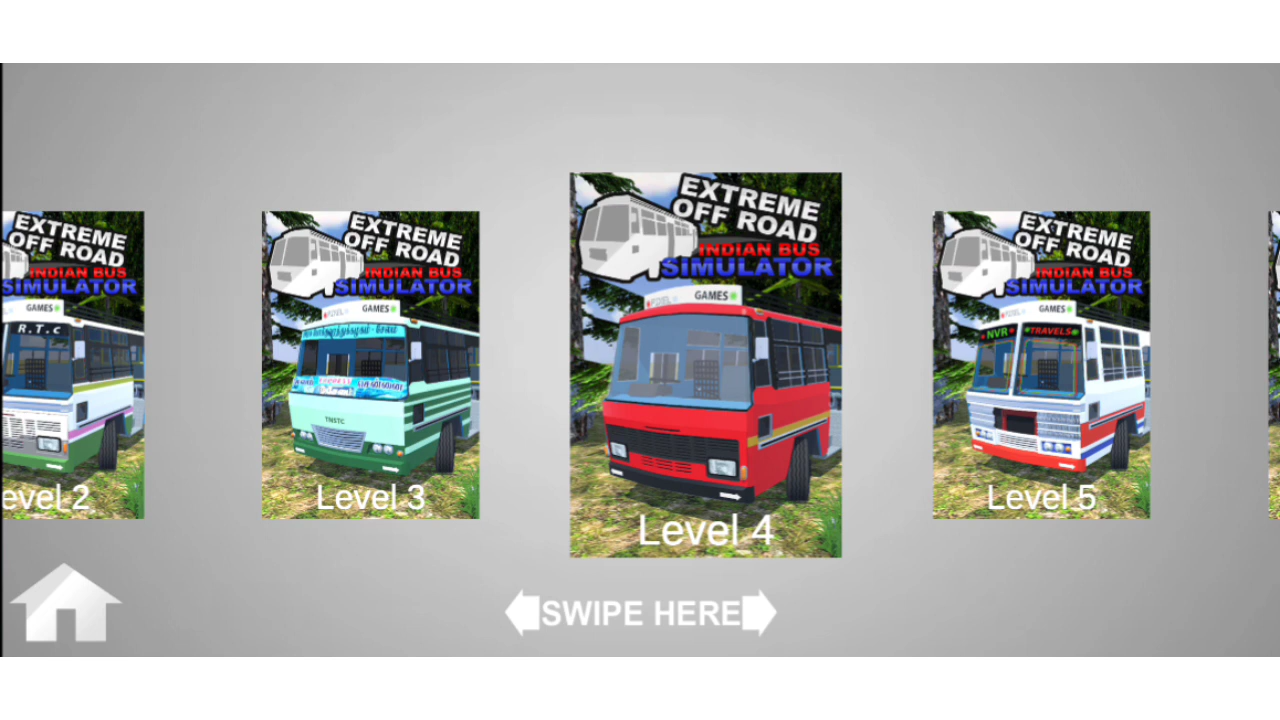 EXTREME
OFF ROAD
INDIAN BUS
SIMULATOR
GAMES
R.T.C
evel 2
EXTREME
OFF ROAD
INDIAN BUS
SIMULATOR
GAMES
TNSTC
Level 3
EXTREME
OFF ROAD
INDIAN BUS
SIMULATOR
GAMES
Level 4
EXTREME
OFF ROAD
INDIAN BUS
SIMULATOR
GAMES
NVR TRAVELS
Level 5
SWIPE HERE